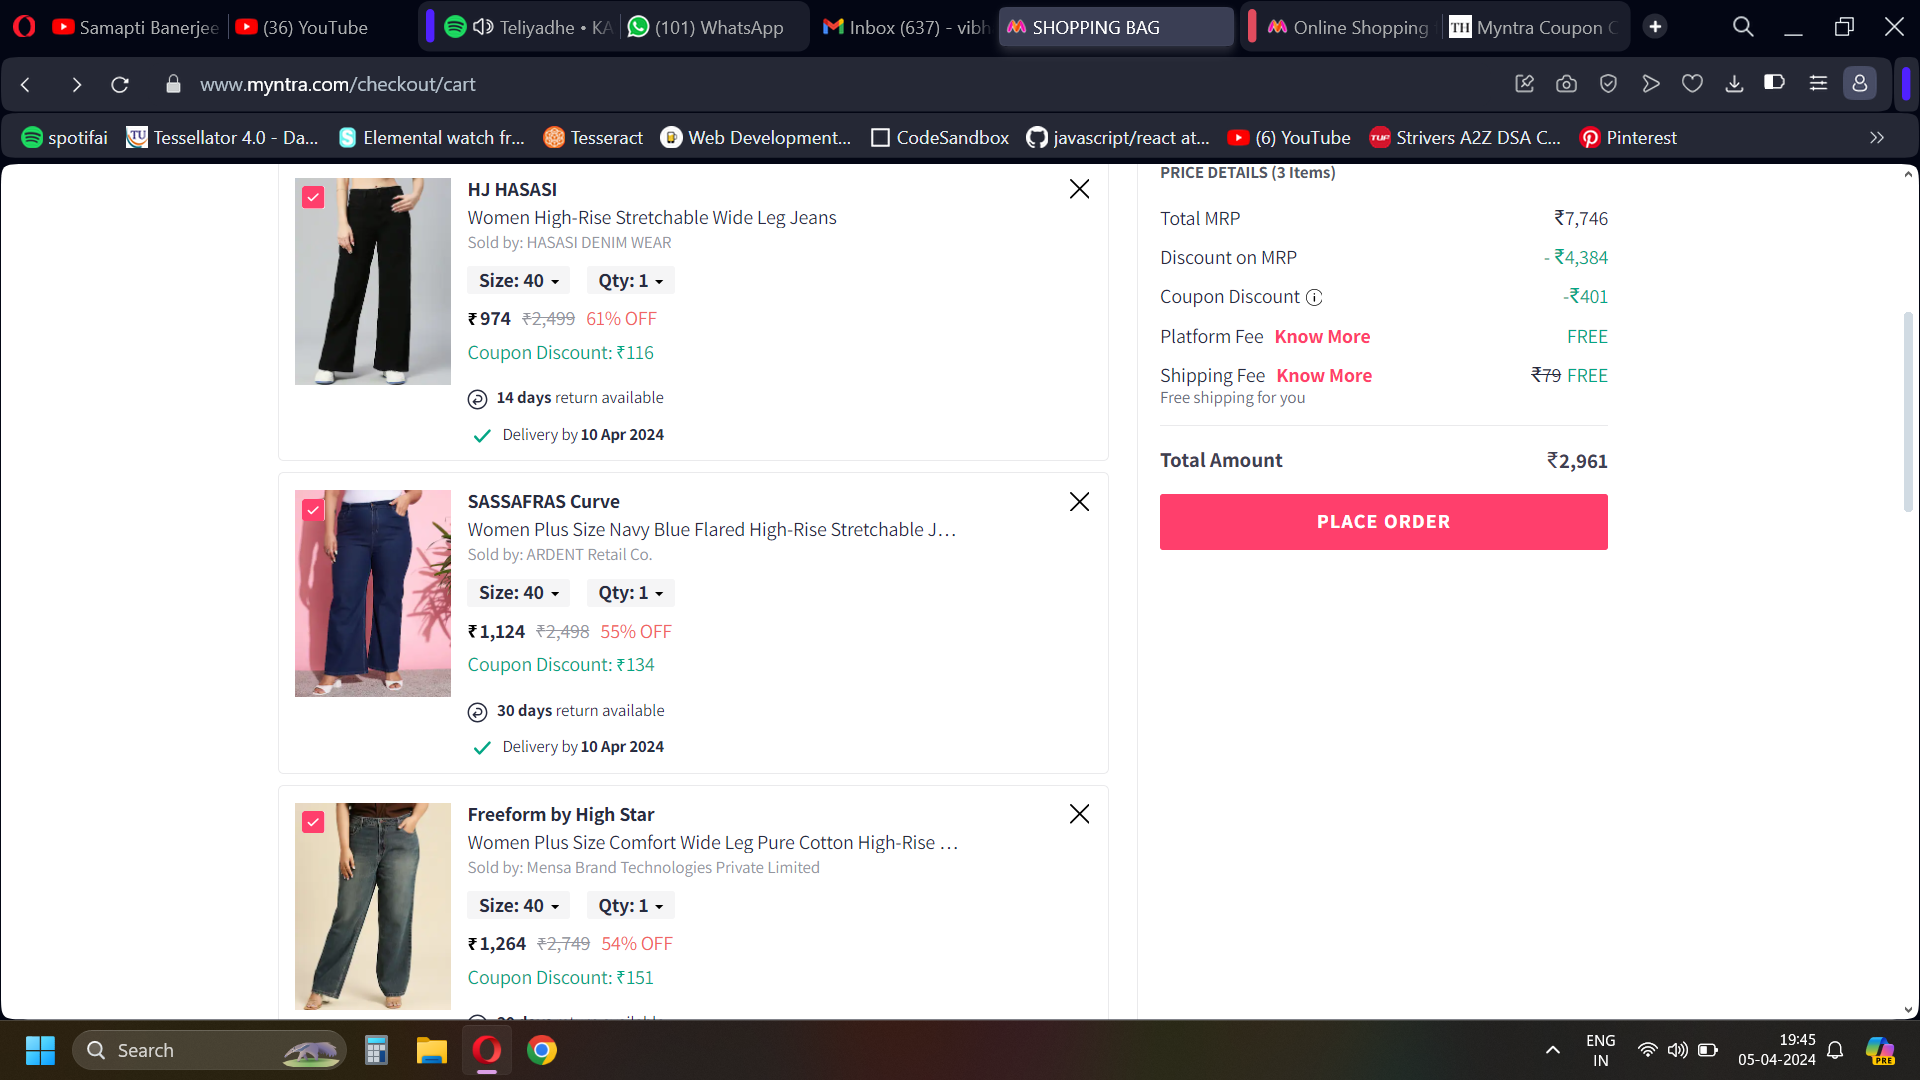 Samapti Banerjee
(36) YouTube
Teliyadhe • KA
(101) WhatsApp
Inbox (637) - vibh
SHOPPING BAG
Online Shopping
TH Myntra Coupon C
www.myntra.com/checkout/cart
spotifai
TU Tessellator 4.0 - Da...
Elemental watch fr...
Tesseract
Web Development...
CodeSandbox
javascript/react at...
(6) YouTube
TUF Strivers A2Z DSA C...
Pinterest
HJ HASASI
Women High-Rise Stretchable Wide Leg Jeans
Sold by: HASASI DENIM WEAR
Size: 40 Qty: 1
₹974 ₹2,499 61% OFF
Coupon Discount: ₹116
14 days return available
Delivery by 10 Apr 2024
SASSAFRAS Curve
Women Plus Size Navy Blue Flared High-Rise Stretchable J...
Sold by: ARDENT Retail Co.
Size: 40 Qty: 1
₹1,124 ₹2,498 55% OFF
Coupon Discount: ₹134
30 days return available
Delivery by 10 Apr 2024
Freeform by High Star
Women Plus Size Comfort Wide Leg Pure Cotton High-Rise ...
Sold by: Mensa Brand Technologies Private Limited
Size: 40 Qty: 1
₹1,264 ₹2,749 54% OFF
Coupon Discount: ₹151
PRICE DETAILS (3 Items)
Total MRP ₹7,746
Discount on MRP - ₹4,384
Coupon Discount -₹401
Platform Fee Know More FREE
Shipping Fee Know More ₹79 FREE
Free shipping for you
Total Amount ₹2,961
PLACE ORDER
Search
ENG
IN
19:45
05-04-2024
PRE